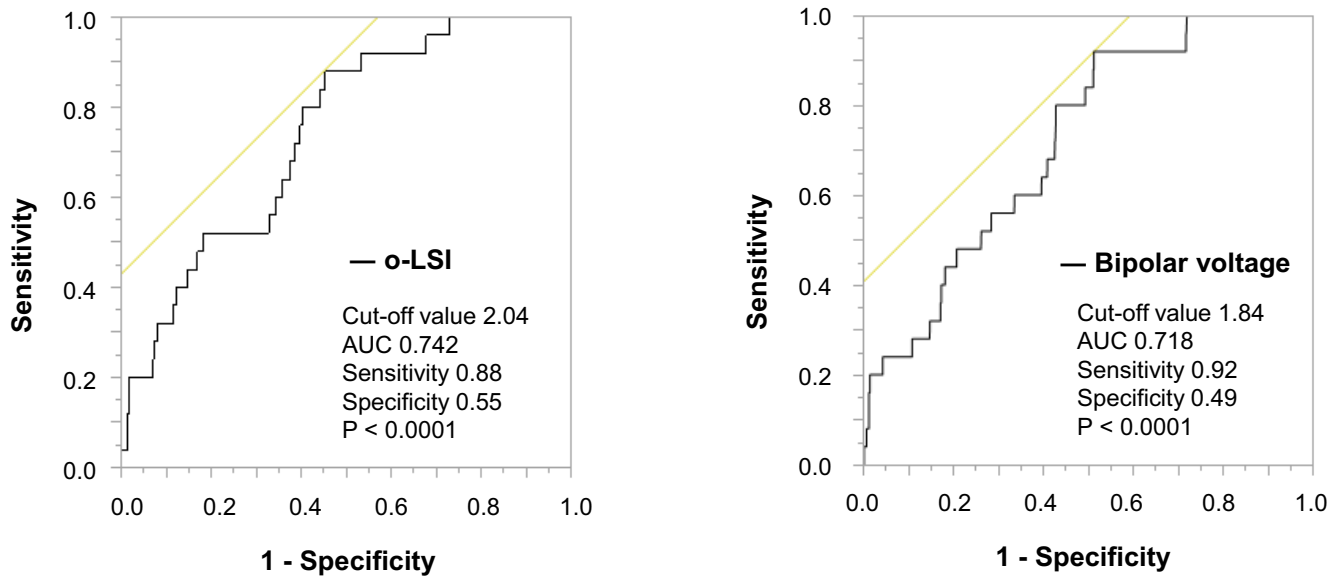 1.0
0.8
0.6
0.4
0.2
0.0
Sensitivity
— o-LSI
Cut-off value 2.04
AUC 0.742
Sensitivity 0.88
Specificity 0.55
P < 0.0001
0.0 0.2 0.4 0.6 0.8 1.0
1 - Specificity
1.0
0.8
0.6
0.4
0.2
0.0
Sensitivity
— Bipolar voltage
Cut-off value 1.84
AUC 0.718
Sensitivity 0.92
Specificity 0.49
P < 0.0001
0.0 0.2 0.4 0.6 0.8 1.0
1 - Specificity